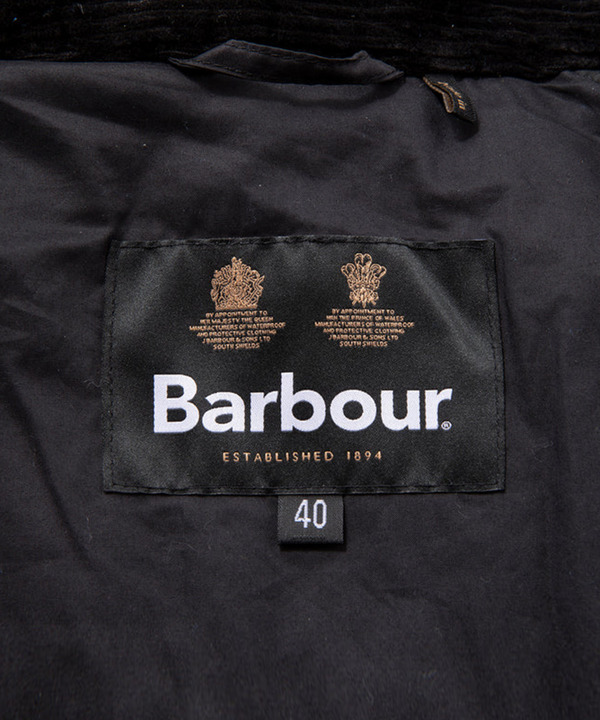 BY APPOINTMENT TO
HER MAJESTY THE QUEEN
MANUFACTURERS OF WATERPROOF
AND PROTECTIVE CLOTHING
J BARBOUR & SONS LTD
SOUTH SHIELDS
BY APPOINTMENT TO
HRH THE PRINCE OF WALES
MANUFACTURERS OF WATERPROOF
AND PROTECTIVE CLOTHING
J BARBOUR & SONS LTD
SOUTH SHIELDS
Barbour®
ESTABLISHED 1894
40